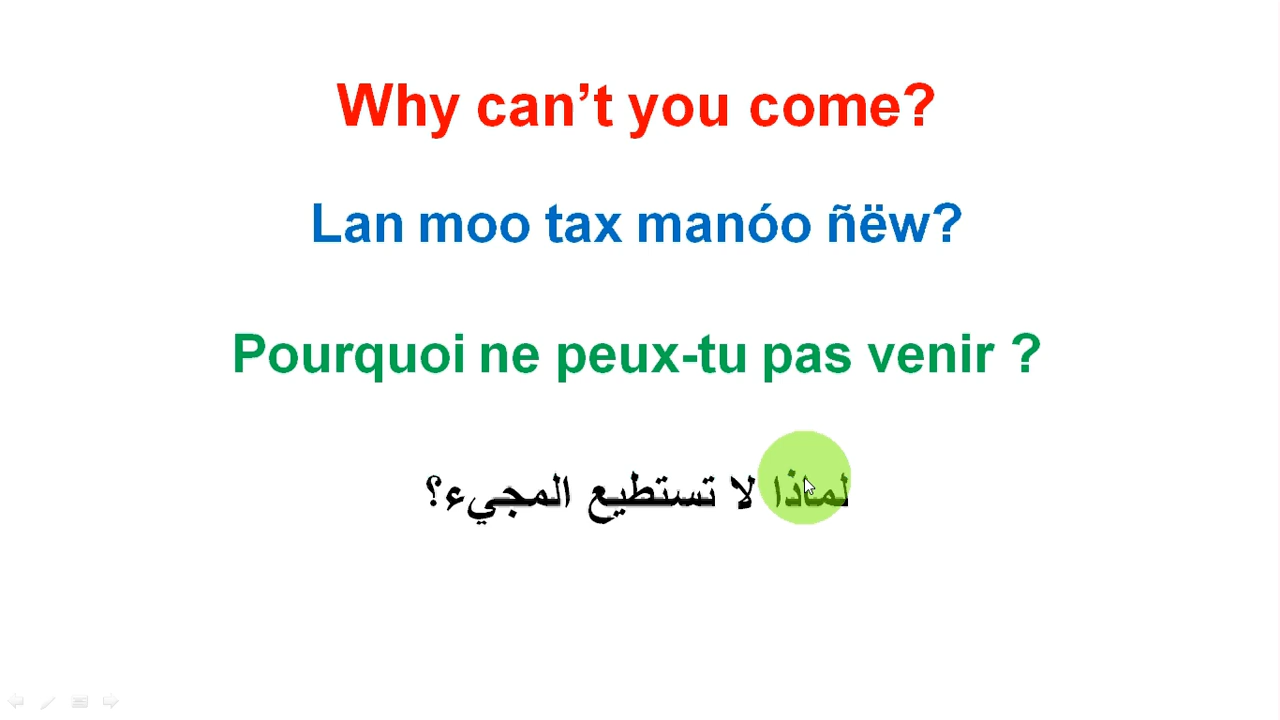 Why can’t you come?
Lan moo tax manóo ñëw?
Pourquoi ne peux-tu pas venir ?
لماذا لا تستطيع المجيء؟